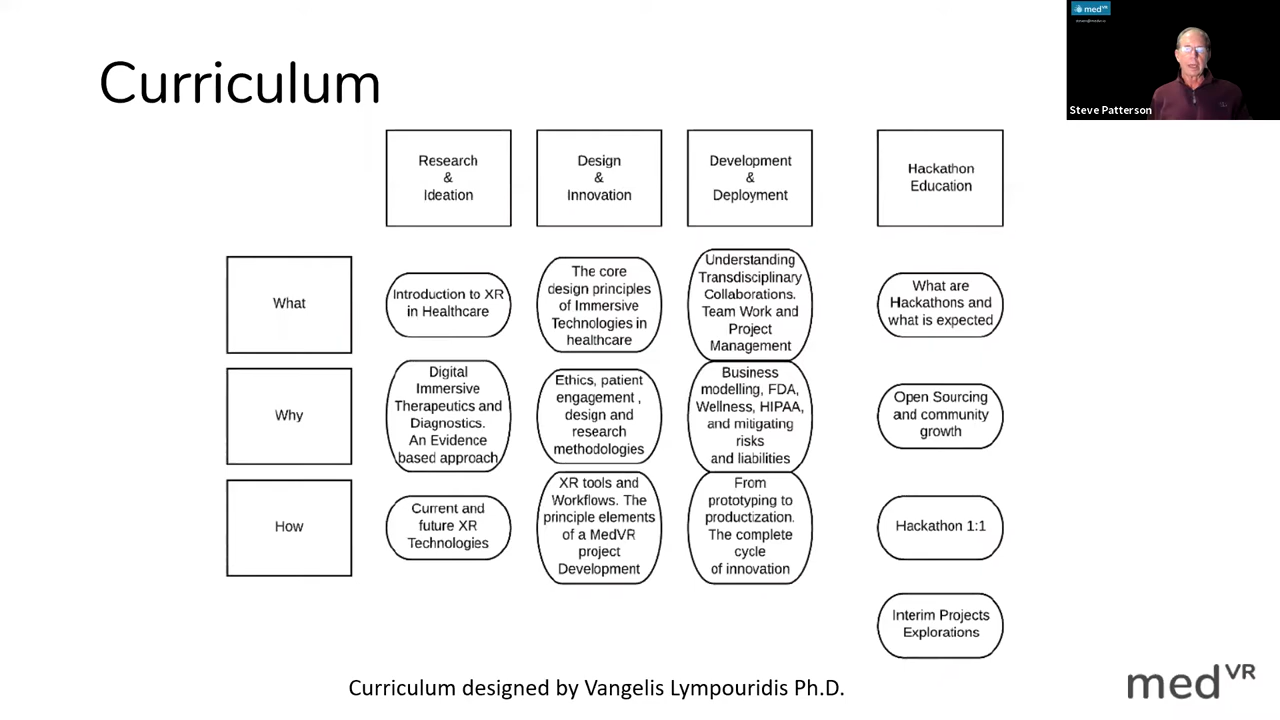 Curriculum
med VR
Steve Patterson
Research
&
Ideation
Design
&
Innovation
Development
&
Deployment
Hackathon
Education
What
Introduction to XR
in Healthcare
The core
design principles
of Immersive
Technologies in
healthcare
Understanding
Transdisciplinary
Collaborations.
Team Work and
Project
Management
What are
Hackathons and
what is expected
Why
Digital
Immersive
Therapeutics and
Diagnostics.
An Evidence
based approach
Ethics, patient
engagement ,
design and
research
methodologies
Business
modelling, FDA,
Wellness, HIPAA,
and mitigating
risks
and liabilities
Open Sourcing
and community
growth
How
Current and
future XR
Technologies
XR tools and
Workflows. The
principle elements
of a MedVR
project
Development
From
prototyping to
productization.
The complete
cycle
of innovation
Hackathon 1:1
Interim Projects
Explorations
Curriculum designed by Vangelis Lympouridis Ph.D.
med VR